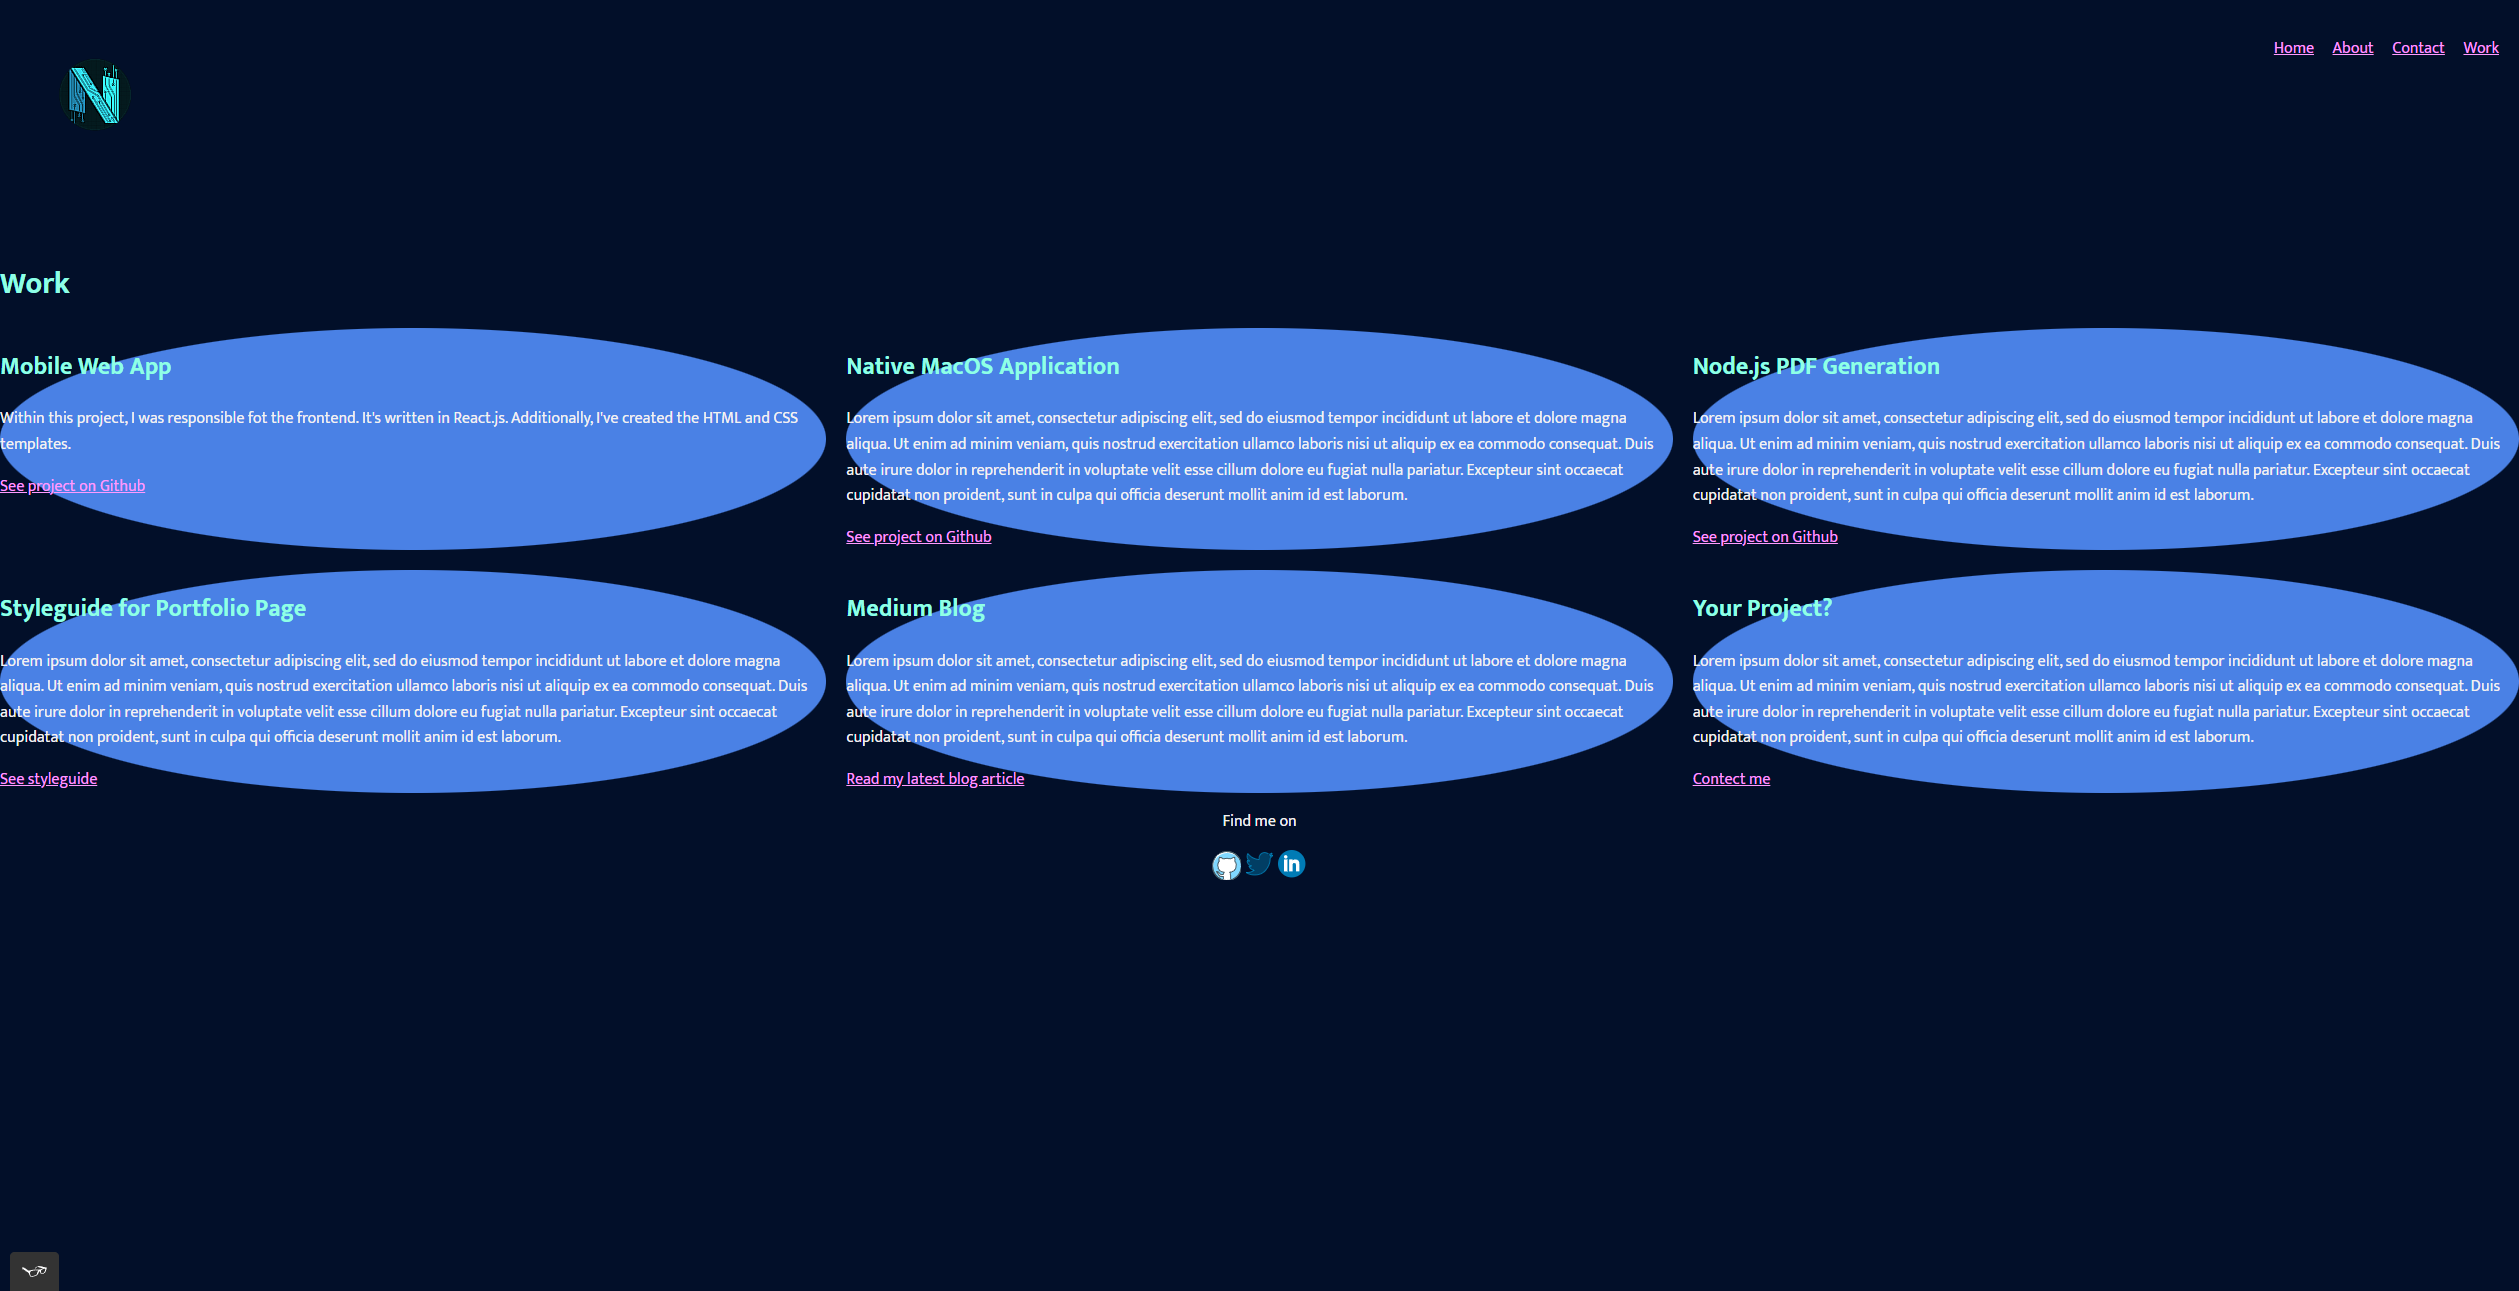 N
Home About Contact Work
Work
Mobile Web App
Within this project, I was responsible fot the frontend. It's written in React.js. Additionally, I've created the HTML and CSS
templates.
See project on Github
Native MacOS Application
Lorem ipsum dolor sit amet, consectetur adipiscing elit, sed do eiusmod tempor incididunt ut labore et dolore magna
aliqua. Ut enim ad minim veniam, quis nostrud exercitation ullamco laboris nisi ut aliquip ex ea commodo consequat. Duis
aute irure dolor in reprehenderit in voluptate velit esse cillum dolore eu fugiat nulla pariatur. Excepteur sint occaecat
cupidatat non proident, sunt in culpa qui officia deserunt mollit anim id est laborum.
See project on Github
Node.js PDF Generation
Lorem ipsum dolor sit amet, consectetur adipiscing elit, sed do eiusmod tempor incididunt ut labore et dolore magna
aliqua. Ut enim ad minim veniam, quis nostrud exercitation ullamco laboris nisi ut aliquip ex ea commodo consequat. Duis
aute irure dolor in reprehenderit in voluptate velit esse cillum dolore eu fugiat nulla pariatur. Excepteur sint occaecat
cupidatat non proident, sunt in culpa qui officia deserunt mollit anim id est laborum.
See project on Github
Styleguide for Portfolio Page
Lorem ipsum dolor sit amet, consectetur adipiscing elit, sed do eiusmod tempor incididunt ut labore et dolore magna
aliqua. Ut enim ad minim veniam, quis nostrud exercitation ullamco laboris nisi ut aliquip ex ea commodo consequat. Duis
aute irure dolor in reprehenderit in voluptate velit esse cillum dolore eu fugiat nulla pariatur. Excepteur sint occaecat
cupidatat non proident, sunt in culpa qui officia deserunt mollit anim id est laborum.
See styleguide
Medium Blog
Lorem ipsum dolor sit amet, consectetur adipiscing elit, sed do eiusmod tempor incididunt ut labore et dolore magna
aliqua. Ut enim ad minim veniam, quis nostrud exercitation ullamco laboris nisi ut aliquip ex ea commodo consequat. Duis
aute irure dolor in reprehenderit in voluptate velit esse cillum dolore eu fugiat nulla pariatur. Excepteur sint occaecat
cupidatat non proident, sunt in culpa qui officia deserunt mollit anim id est laborum.
Read my latest blog article
Your Project?
Lorem ipsum dolor sit amet, consectetur adipiscing elit, sed do eiusmod tempor incididunt ut labore et dolore magna
aliqua. Ut enim ad minim veniam, quis nostrud exercitation ullamco laboris nisi ut aliquip ex ea commodo consequat. Duis
aute irure dolor in reprehenderit in voluptate velit esse cillum dolore eu fugiat nulla pariatur. Excepteur sint occaecat
cupidatat non proident, sunt in culpa qui officia deserunt mollit anim id est laborum.
Contect me
Find me on
in